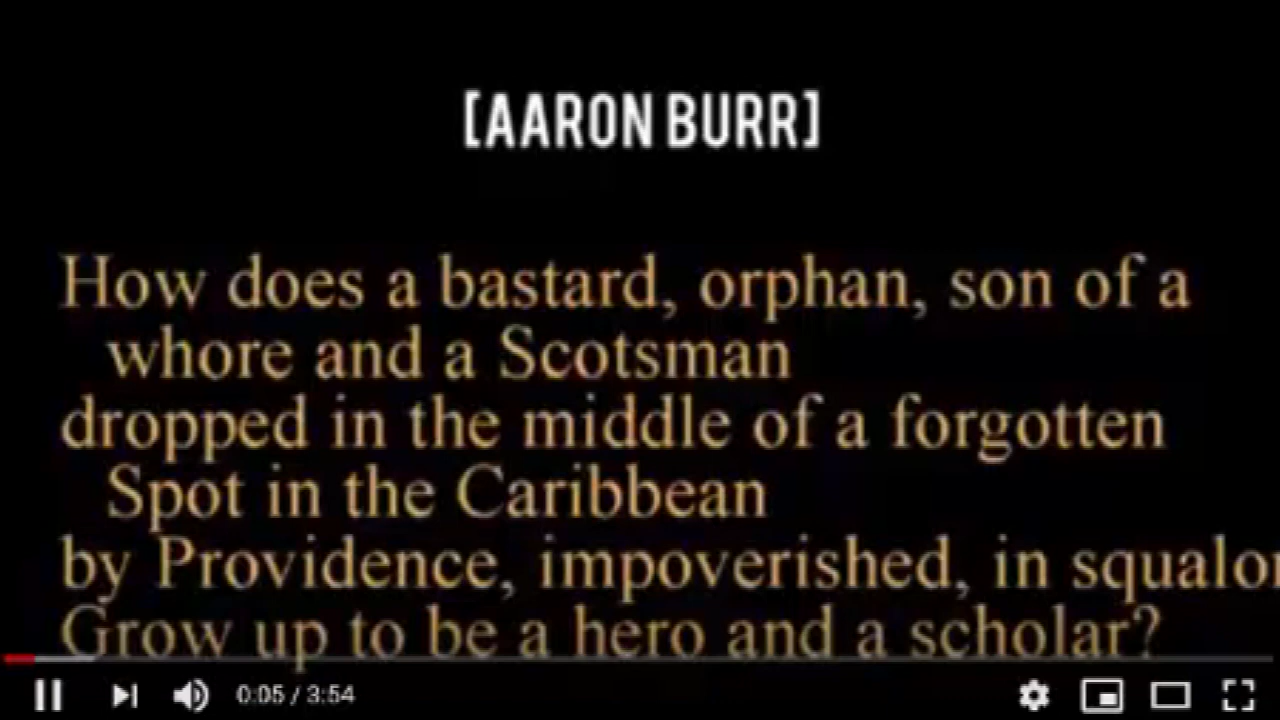 [AARON BURR]
How does a bastard, orphan, son of a
whore and a Scotsman
dropped in the middle of a forgotten
Spot in the Caribbean
by Providence, impoverished, in squalor
Grow up to be a hero and a scholar?
0:05 / 3:54